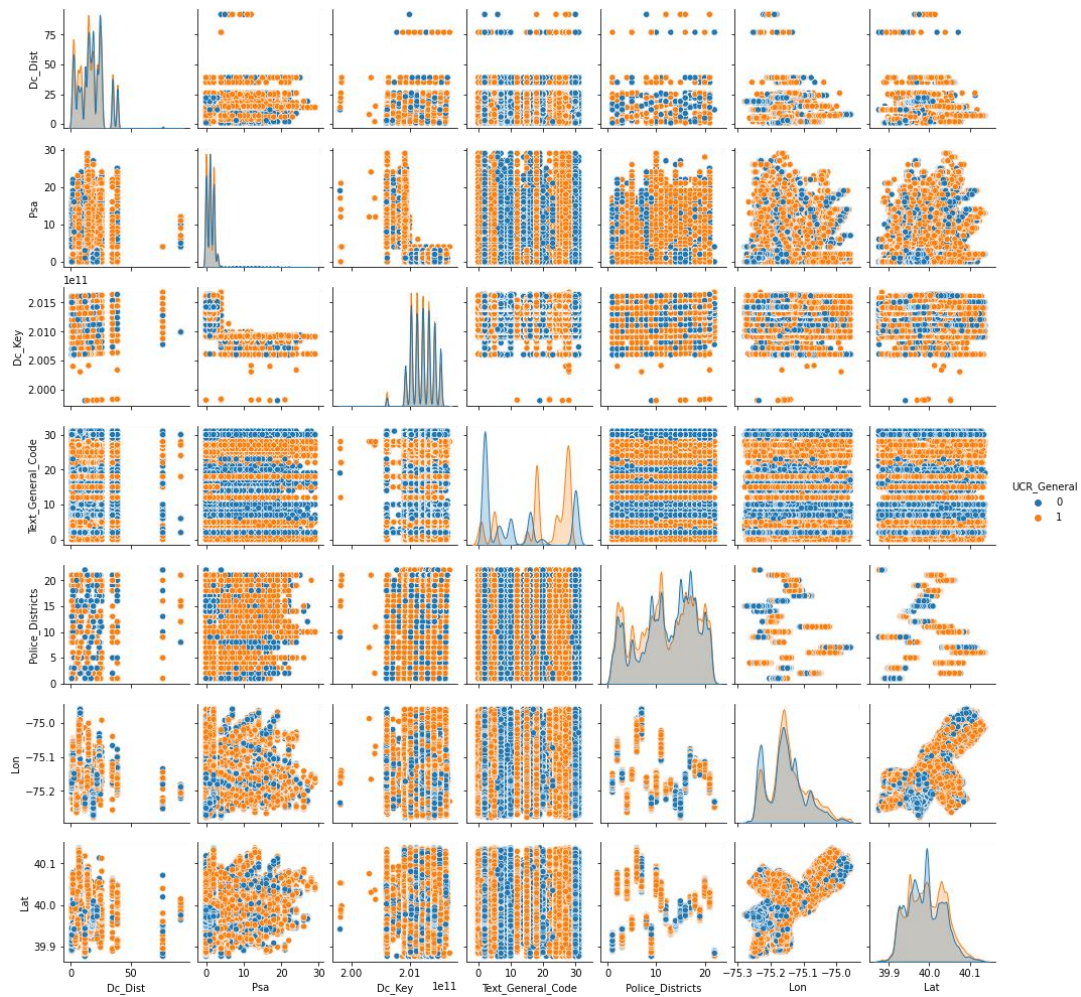 75
50
25
0
Dc_Dist
30
20
10
0
Psa
1e11
2.015
2.010
2.005
2.000
Dc_Key
30
20
10
0
Text_General_Code
UCR_General
0
1
20
15
10
5
0
Police_Districts
−75.0
−75.1
−75.2
Lon
40.1
40.0
39.9
Lat
0 50
Dc_Dist
0 10 20 30
Psa
2.00 2.01 1e11
Dc_Key
0 10 20 30
Text_General_Code
0 10 20
Police_Districts
−75.3 −75.2 −75.1 −75.0
Lon
39.9 40.0 40.1
Lat